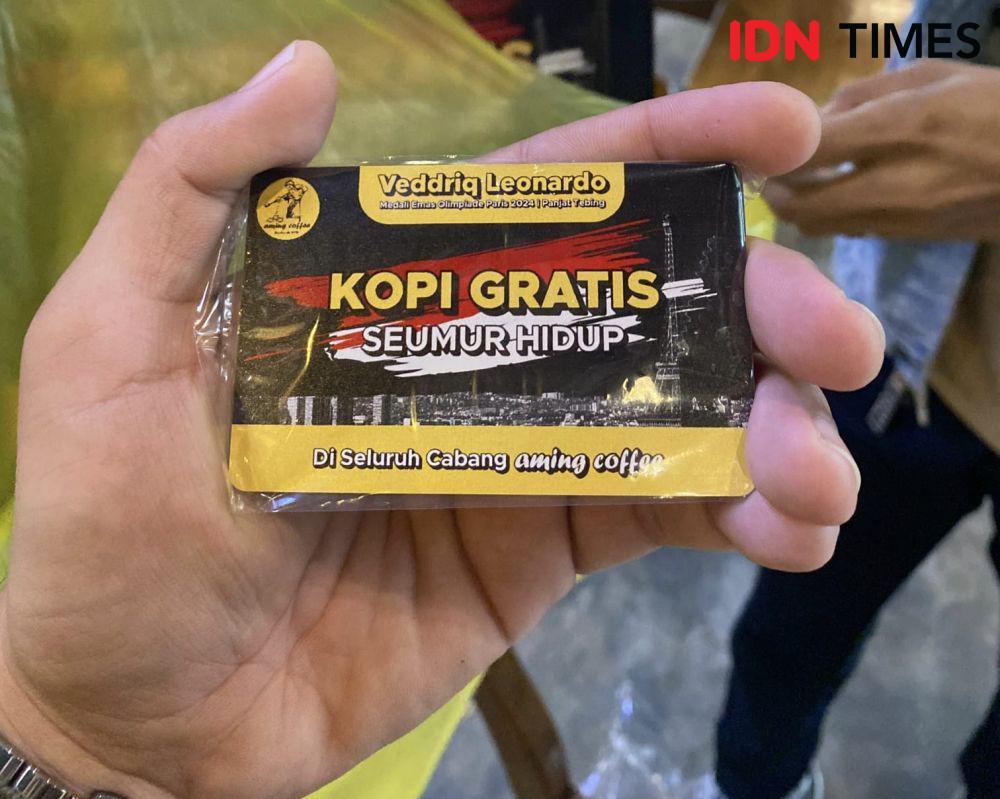 IDN TIMES
Veddriq Leonardo
Medali Emas Olimpiade Paris 2024 | Panjat Tebing
aming coffee
KOPI GRATIS
SEUMUR HIDUP
Di Seluruh Cabang aming coffee